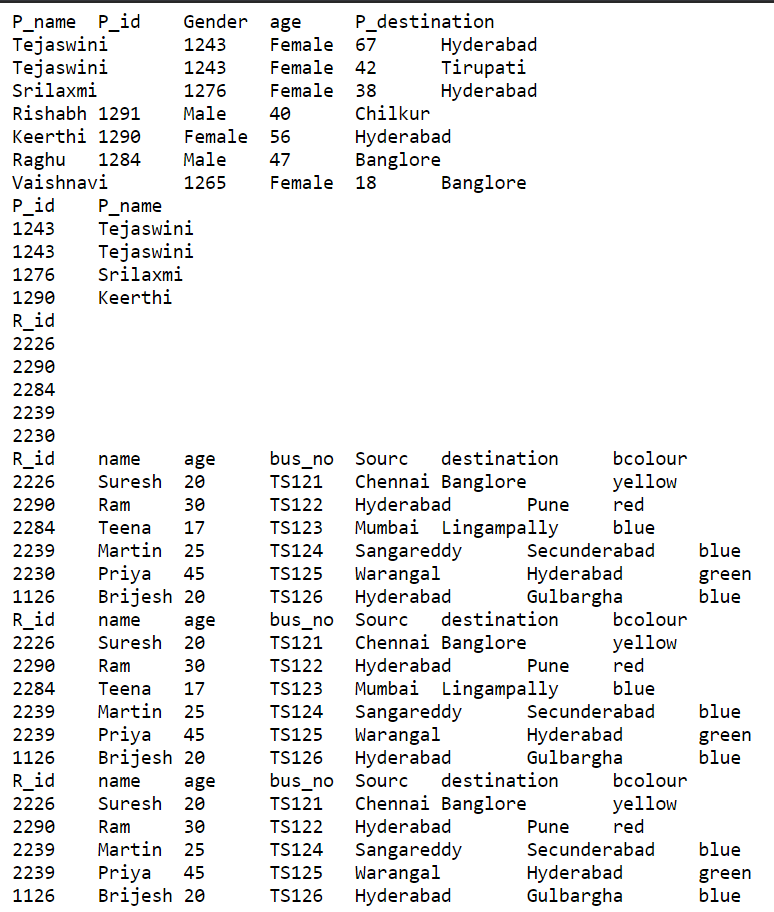 P_name P_id Gender age P_destination
Tejaswini 1243 Female 67 Hyderabad
Tejaswini 1243 Female 42 Tirupati
Srilaxmi 1276 Female 38 Hyderabad
Rishabh 1291 Male 40 Chilkur
Keerthi 1290 Female 56 Hyderabad
Raghu 1284 Male 47 Banglore
Vaishnavi 1265 Female 18 Banglore
P_id P_name
1243 Tejaswini
1243 Tejaswini
1276 Srilaxmi
1290 Keerthi
R_id
2226
2290
2284
2239
2230
R_id name age bus_no Sourc destination bcolour
2226 Suresh 20 TS121 Chennai Banglore yellow
2290 Ram 30 TS122 Hyderabad Pune red
2284 Teena 17 TS123 Mumbai Lingampally blue
2239 Martin 25 TS124 Sangareddy Secunderabad blue
2230 Priya 45 TS125 Warangal Hyderabad green
1126 Brijesh 20 TS126 Hyderabad Gulbargha blue
R_id name age bus_no Sourc destination bcolour
2226 Suresh 20 TS121 Chennai Banglore yellow
2290 Ram 30 TS122 Hyderabad Pune red
2284 Teena 17 TS123 Mumbai Lingampally blue
2239 Martin 25 TS124 Sangareddy Secunderabad blue
2239 Priya 45 TS125 Warangal Hyderabad green
1126 Brijesh 20 TS126 Hyderabad Gulbargha blue
R_id name age bus_no Sourc destination bcolour
2226 Suresh 20 TS121 Chennai Banglore yellow
2290 Ram 30 TS122 Hyderabad Pune red
2239 Martin 25 TS124 Sangareddy Secunderabad blue
2239 Priya 45 TS125 Warangal Hyderabad green
1126 Brijesh 20 TS126 Hyderabad Gulbargha blue